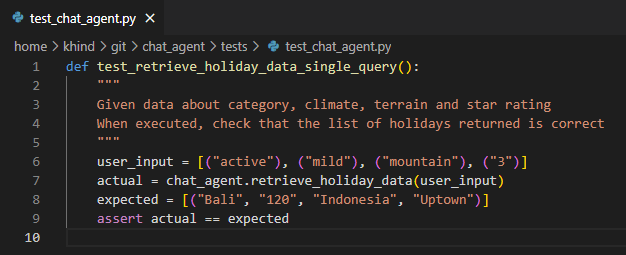 test_chat_agent.py ×
home > khind > git > chat_agent > tests > test_chat_agent.py
1 def test_retrieve_holiday_data_single_query():
2     """
3     Given data about category, climate, terrain and star rating
4     When executed, check that the list of holidays returned is correct
5     """
6     user_input = [("active"), ("mild"), ("mountain"), ("3")]
7     actual = chat_agent.retrieve_holiday_data(user_input)
8     expected = [("Bali", "120", "Indonesia", "Uptown")]
9     assert actual == expected
10